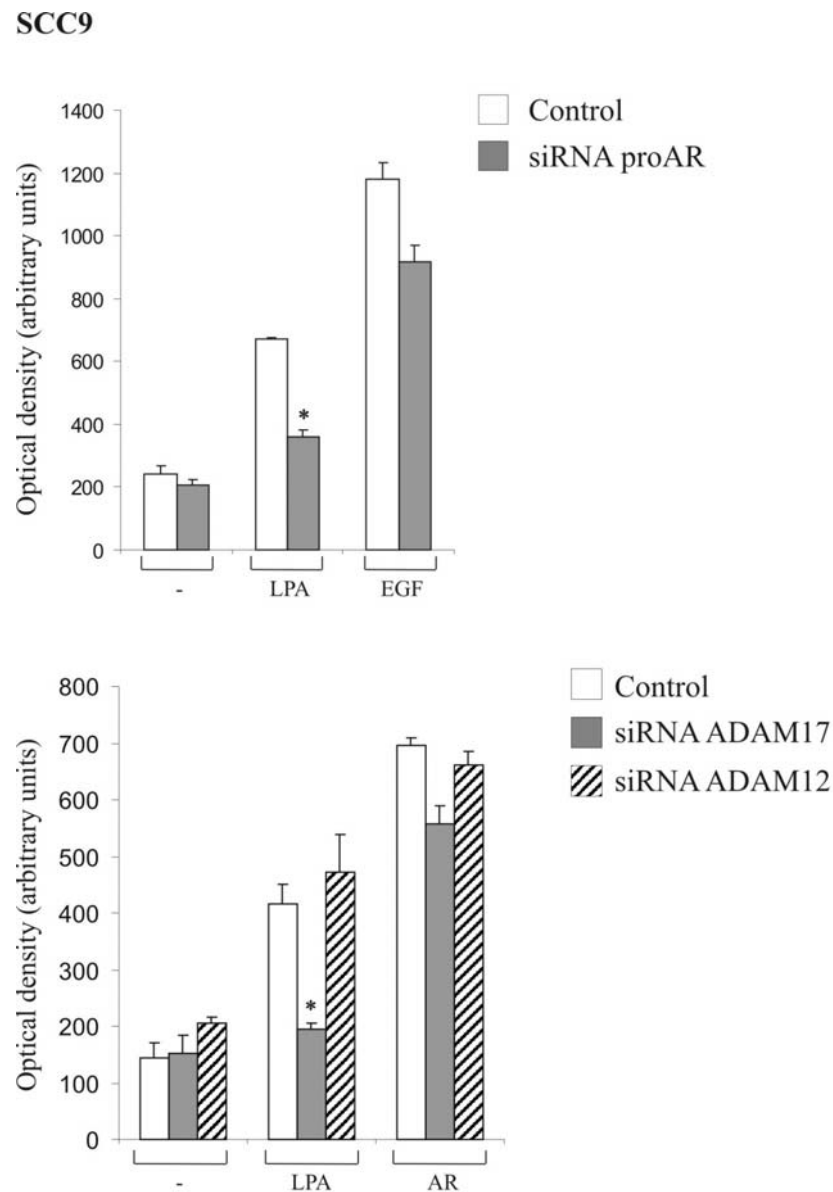 SCC9
Optical density (arbitrary units)
1400
1200
1000
800
600
400
200
0
*
- LPA EGF
Control
siRNA proAR
Optical density (arbitrary units)
800
700
600
500
400
300
200
100
0
*
- LPA AR
Control
siRNA ADAM17
siRNA ADAM12